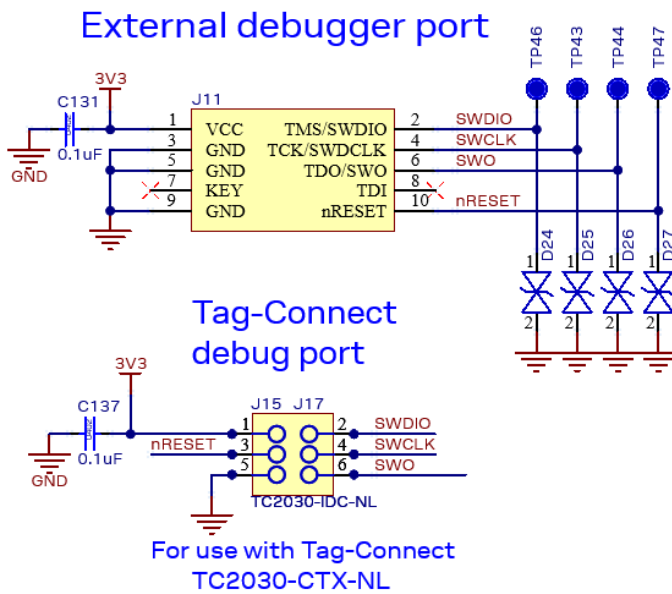 External debugger port
TP46
TP43
TP44
TP47
3V3
C131
0402
0.1uF
GND
J11
1 VCC TMS/SWDIO 2 SWDIO
3 GND TCK/SWDCLK 4 SWCLK
5 GND TDO/SWO 6 SWO
7 KEY TDI 8
9 GND nRESET 10 nRESET
D24
D25
D26
D27
1 1 1 1
2 2 2 2
Tag-Connect
debug port
3V3
C137
0402
0.1uF
GND
J15 J17
1 2 SWDIO
nRESET 3 4 SWCLK
5 6 SWO
TC2030-IDC-NL
For use with Tag-Connect
TC2030-CTX-NL